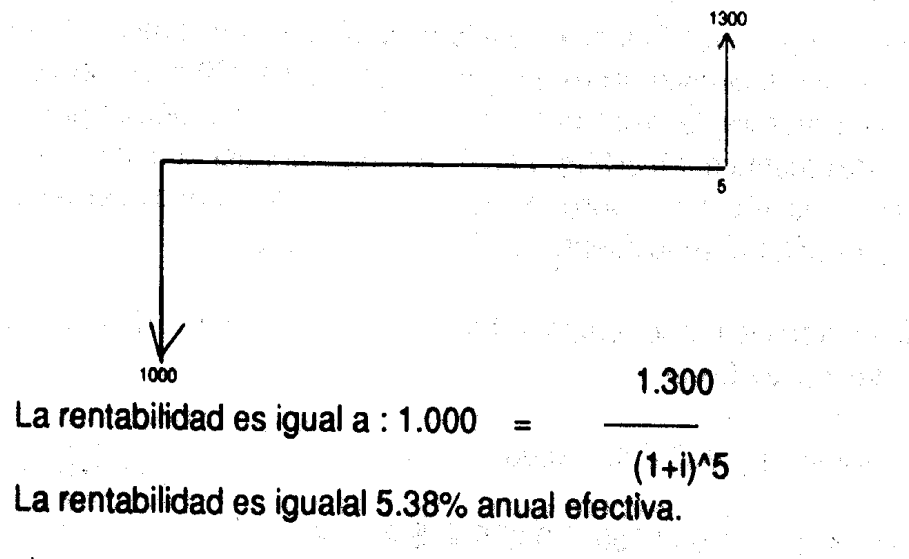 1300
5
1000
La rentabilidad es igual a : 1.000 = 1.300
(1+i)^5
La rentabilidad es igualal 5.38% anual efectiva.